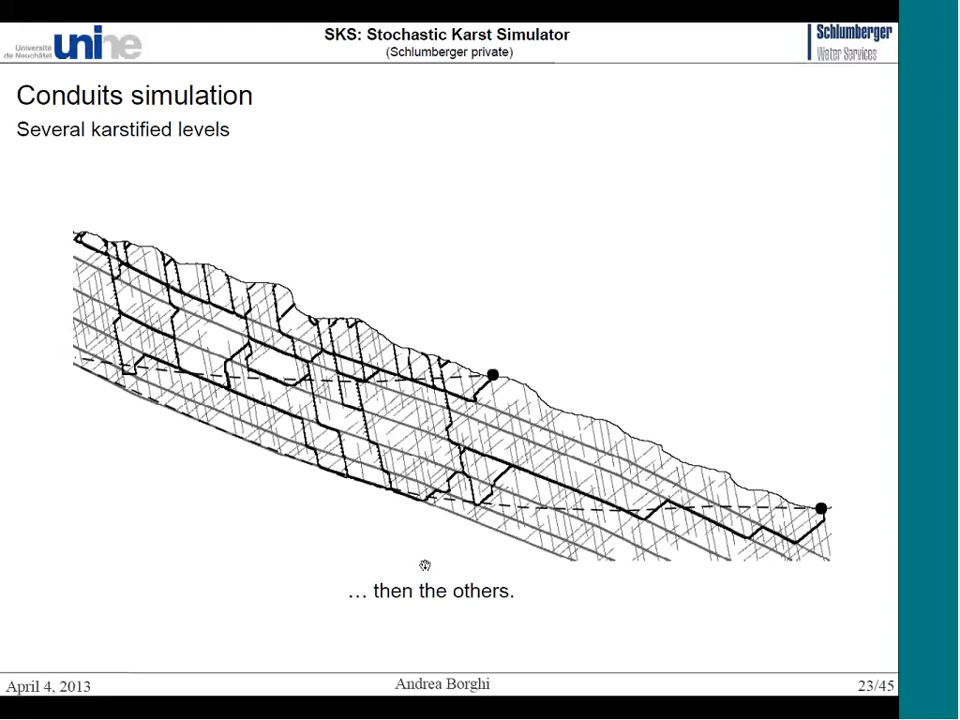 Université
de Neuchâtel
unine
SKS: Stochastic Karst Simulator
(Schlumberger private)
Schlumberger
Water Services
Conduits simulation
Several karstified levels
… then the others.
April 4, 2013
Andrea Borghi
23/45